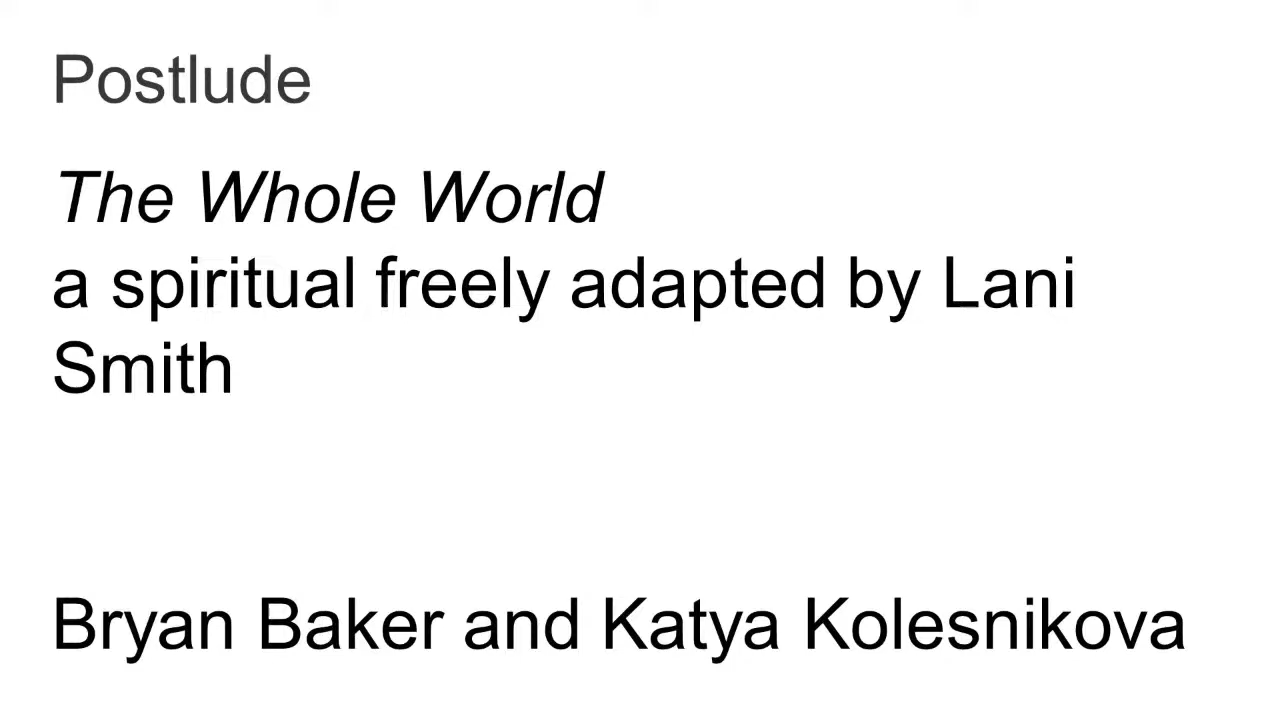 Postlude
The Whole World
a spiritual freely adapted by Lani
Smith
Bryan Baker and Katya Kolesnikova